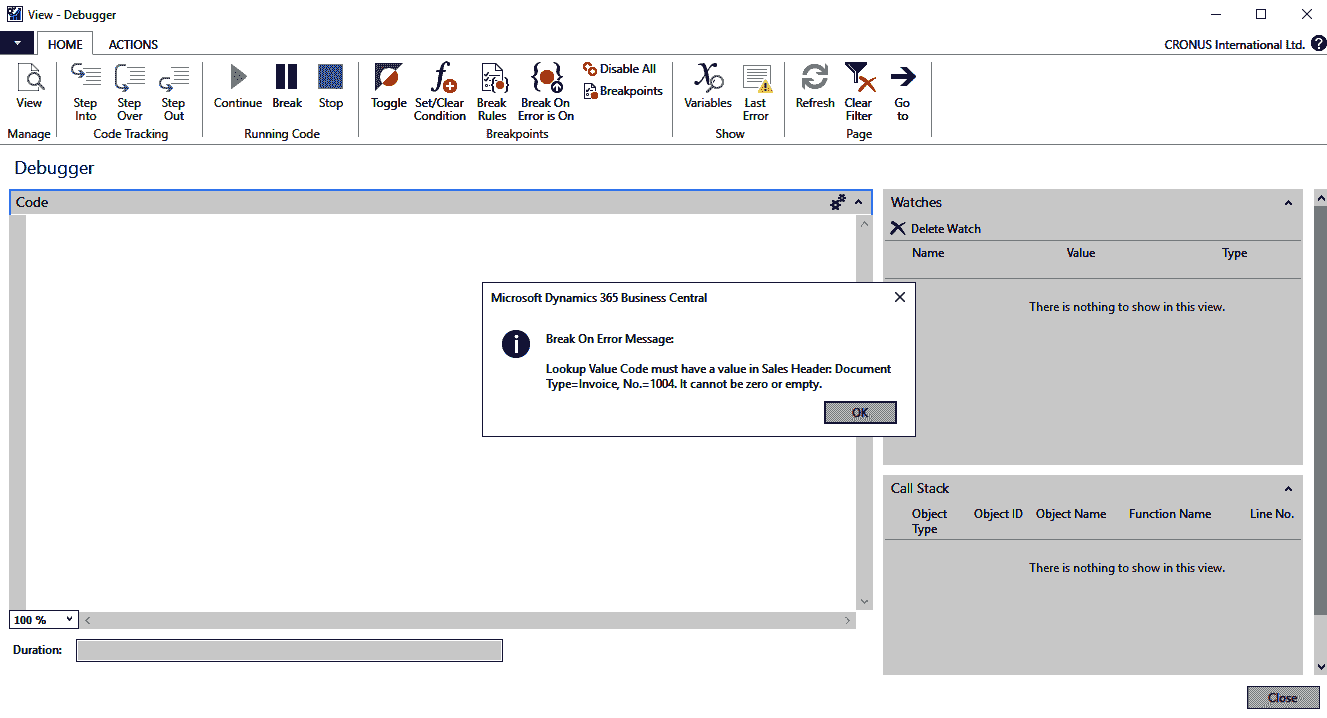 View - Debugger
HOME
ACTIONS
CRONUS International Ltd.
?
View
Step Into
Step Over
Step Out
Continue
Break
Stop
Toggle
Set/Clear Condition
Break Rules
Break On Error is On
Disable All
Breakpoints
Variables
Last Error
Refresh
Clear Filter
Go to
Manage
Code Tracking
Running Code
Breakpoints
Show
Page
Debugger
Code
Watches
Delete Watch
Name
Value
Type
There is nothing to show in this view.
Microsoft Dynamics 365 Business Central
Break On Error Message:
Lookup Value Code must have a value in Sales Header: Document
Type=Invoice, No.=1004. It cannot be zero or empty.
OK
Call Stack
Object Type
Object ID
Object Name
Function Name
Line No.
There is nothing to show in this view.
100 %
Duration:
Close